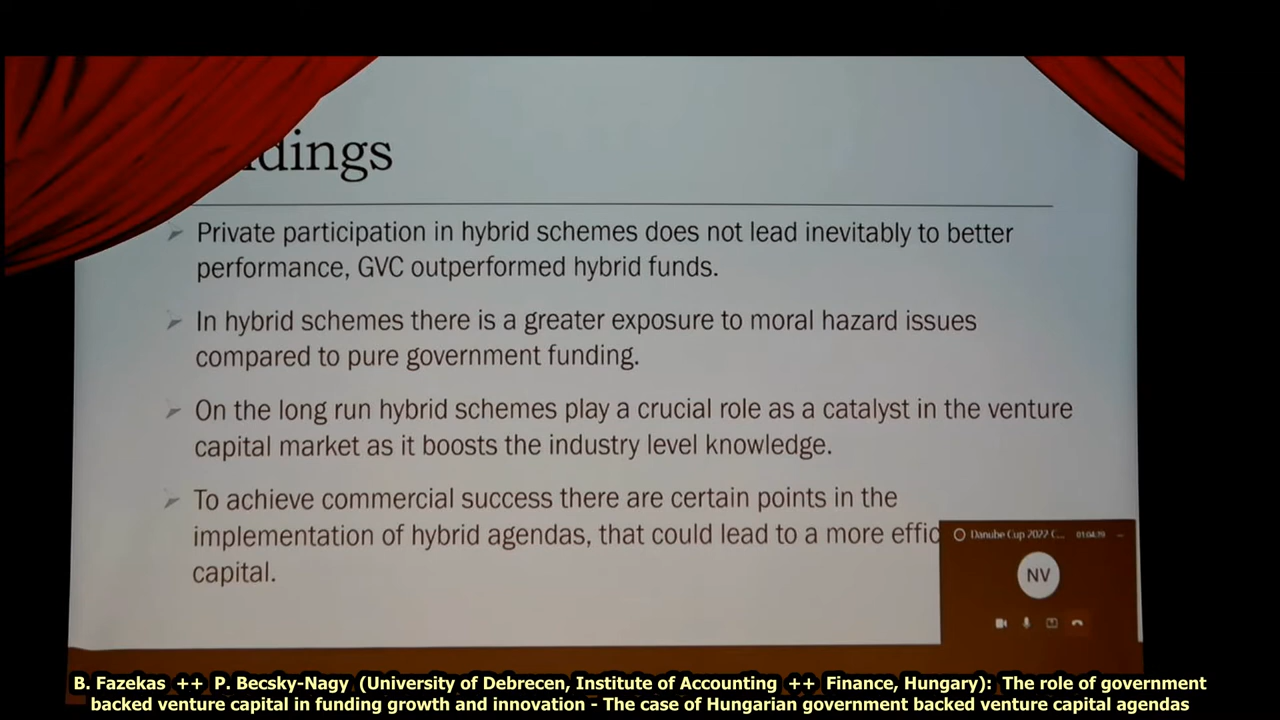 dings
Private participation in hybrid schemes does not lead inevitably to better
performance, GVC outperformed hybrid funds.
In hybrid schemes there is a greater exposure to moral hazard issues
compared to pure government funding.
On the long run hybrid schemes play a crucial role as a catalyst in the venture
capital market as it boosts the industry level knowledge.
To achieve commercial success there are certain points in the
implementation of hybrid agendas, that could lead to a more effic
capital.
Danube Cup 2022 C...
NV
B. Fazekas ++ P. Becsky-Nagy (University of Debrecen, Institute of Accounting ++ Finance, Hungary): The role of government
backed venture capital in funding growth and innovation - The case of Hungarian government backed venture capital agendas